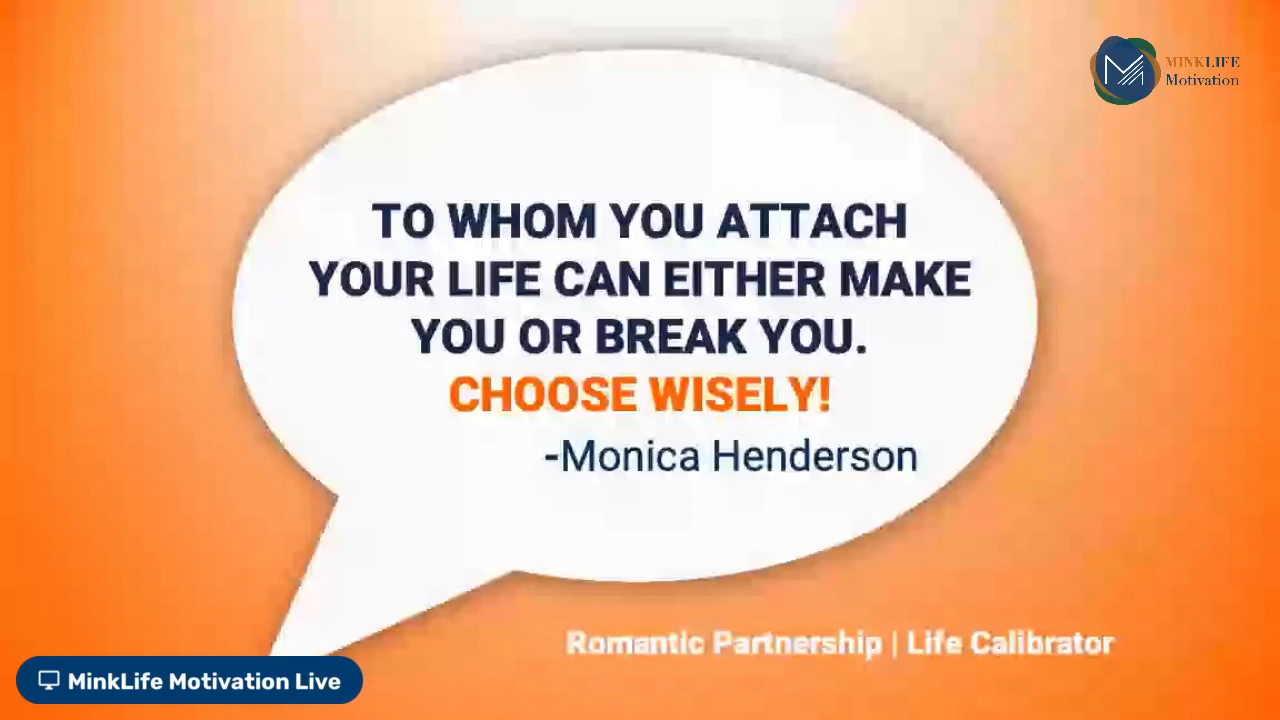 MINKLIFE
Motivation
TO WHOM YOU ATTACH
YOUR LIFE CAN EITHER MAKE
YOU OR BREAK YOU.
CHOOSE WISELY!
-Monica Henderson
Romantic Partnership | Life Calibrator
MinkLife Motivation Live